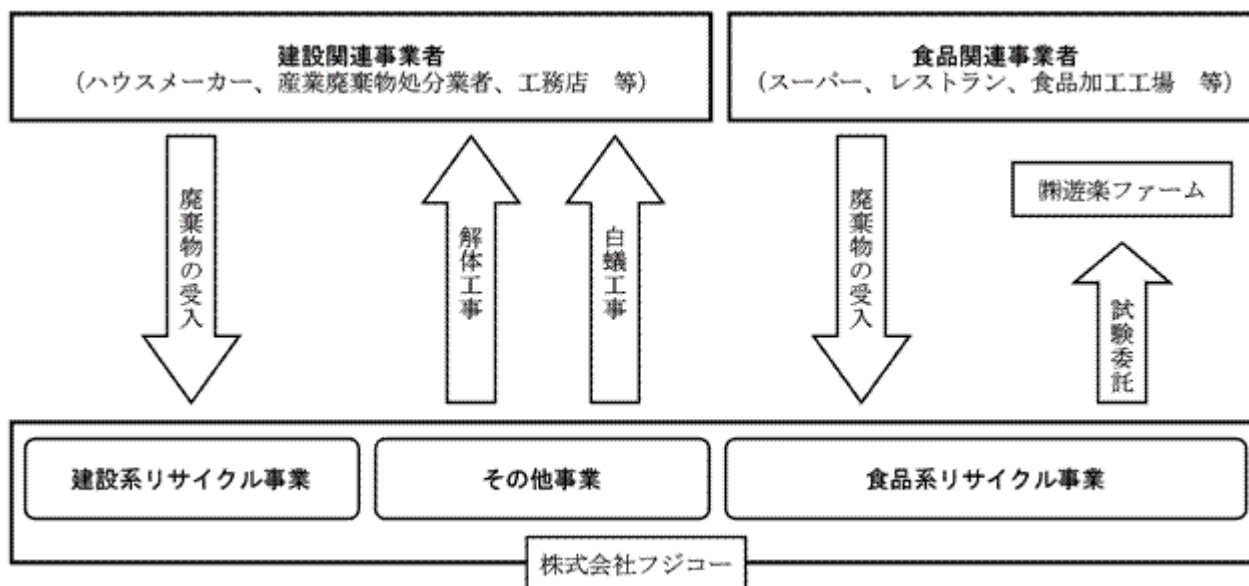 建設関連事業者
（ハウスメーカー、産業廃棄物処分業者、工務店　等）
食品関連事業者
（スーパー、レストラン、食品加工工場　等）
廃棄物の受入
解体工事
白蟻工事
廃棄物の受入
㈱遊楽ファーム
試験委託
建設系リサイクル事業
その他事業
食品系リサイクル事業
株式会社フジコー